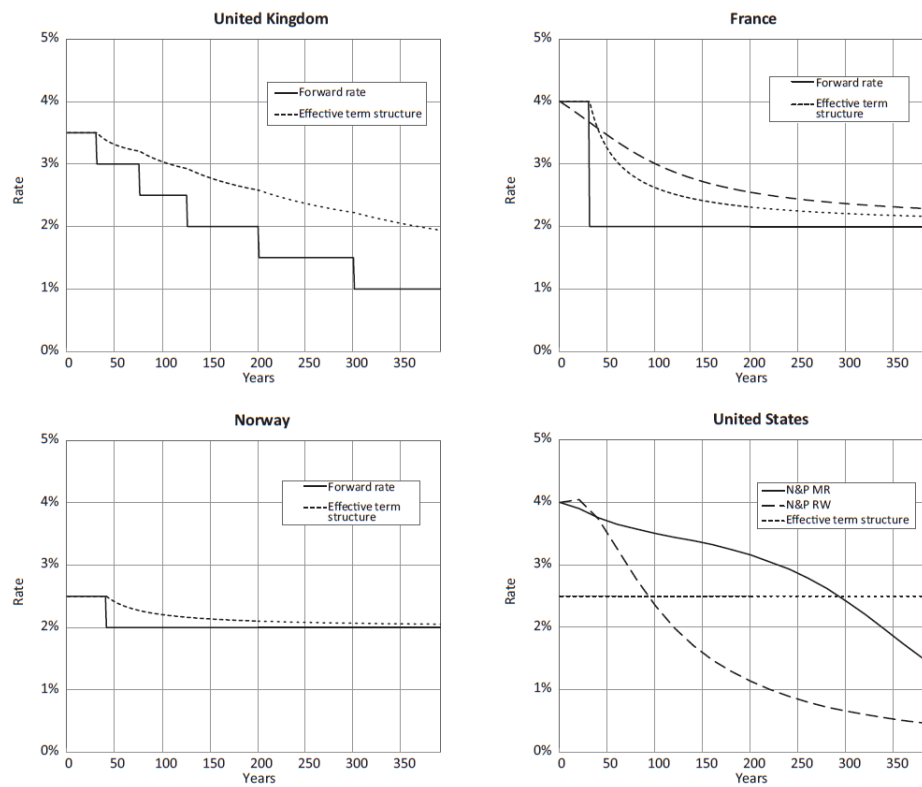 United Kingdom
5%
4%
3%
2%
1%
0%
Rate
Forward rate
Effective term structure
0 50 100 150 200 250 300 350
Years
France
5%
4%
3%
2%
1%
0%
Rate
Forward rate
Effective term
structure
0 50 100 150 200 250 300 350
Years
Norway
5%
4%
3%
2%
1%
0%
Rate
Forward rate
Effective term
structure
0 50 100 150 200 250 300 350
Years
United States
5%
4%
3%
2%
1%
0%
Rate
N&P MR
N&P RW
Effective term structure
0 50 100 150 200 250 300 350
Years